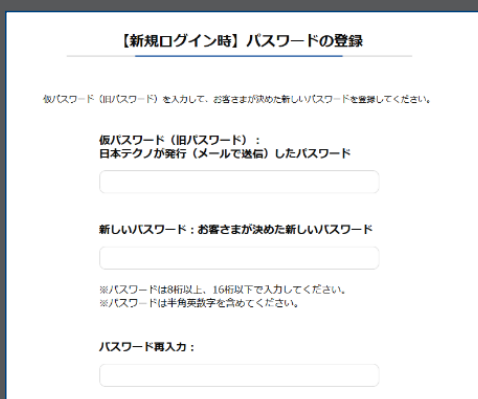 【新規ログイン時】パスワードの登録
仮パスワード（旧パスワード）を入力して、お客さまが決めた新しいパスワードを登録してください。
仮パスワード（旧パスワード）：
日本テクノが発行（メールで送信）したパスワード
新しいパスワード：お客さまが決めた新しいパスワード
※パスワードは8桁以上、16桁以下で入力してください。
※パスワードは半角英数字を含めてください。
パスワード再入力：